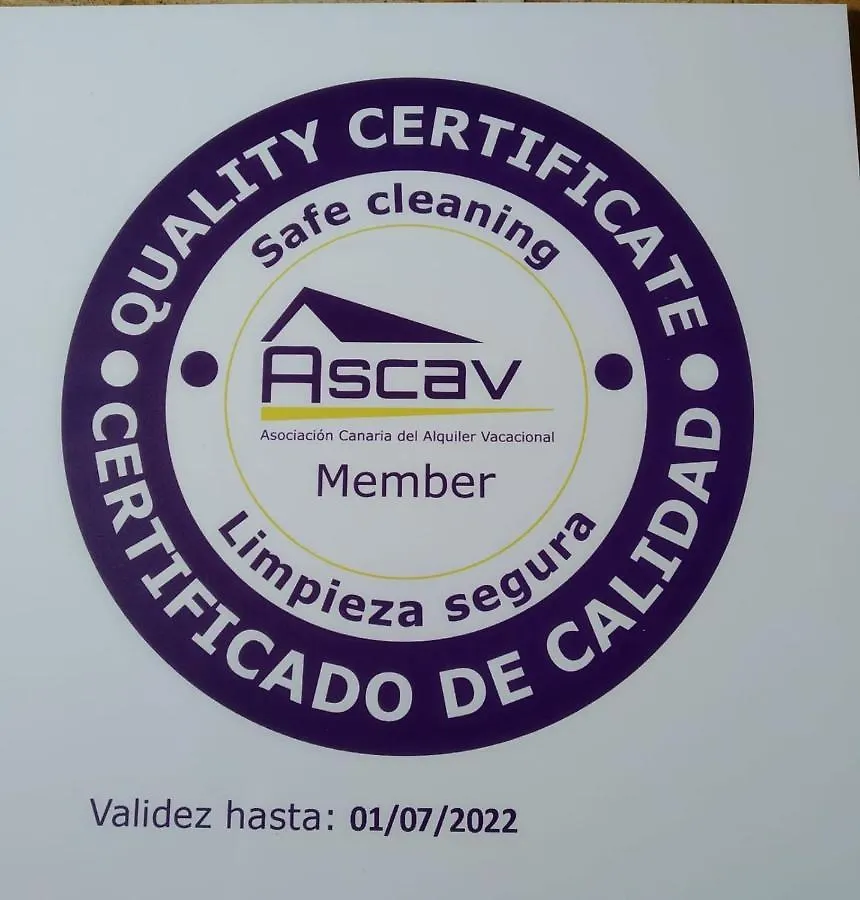 QUALITY CERTIFICATE
Safe cleaning
Ascav
Asociación Canaria del Alquiler Vacacional
Member
Limpieza segura
CERTIFICADO DE CALIDAD
Validez hasta: 01/07/2022